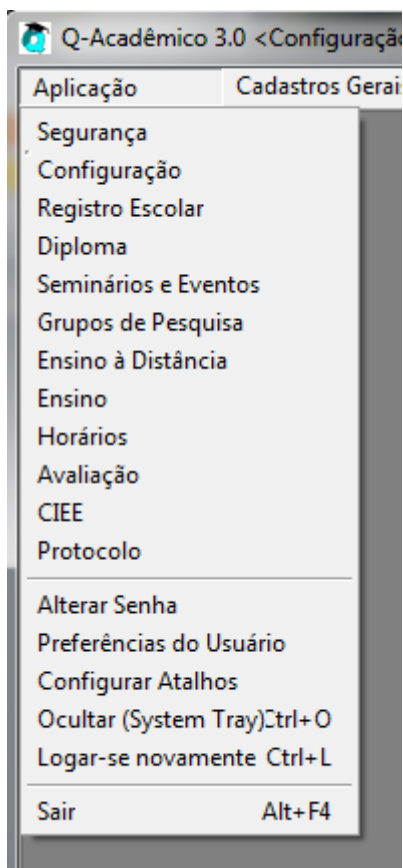 Q-Acadêmico 3.0 <Configuração
Aplicação Cadastros Gerais
Segurança
Configuração
Registro Escolar
Diploma
Seminários e Eventos
Grupos de Pesquisa
Ensino à Distância
Ensino
Horários
Avaliação
CIEE
Protocolo
Alterar Senha
Preferências do Usuário
Configurar Atalhos
Ocultar (System Tray) Ctrl+O
Logar-se novamente Ctrl+L
Sair Alt+F4